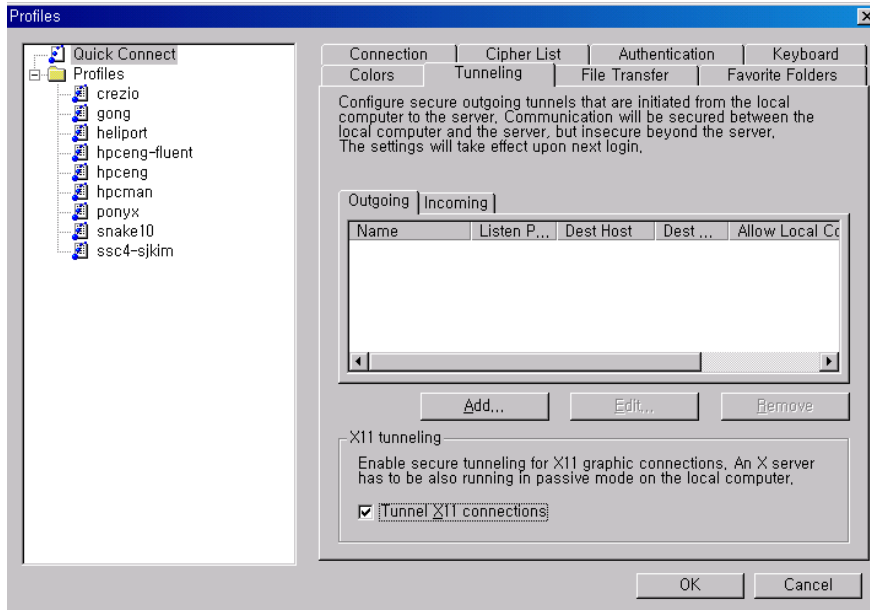 Profiles
Quick Connect
Profiles
crezio
gong
heliport
hpceng-fluent
hpceng
hpcman
ponyx
snake10
ssc4-sjkim
Connection Cipher List Authentication Keyboard
Colors Tunneling File Transfer Favorite Folders
Configure secure outgoing tunnels that are initiated from the local
computer to the server, Communication will be secured between the
local computer and the server, but insecure beyond the server,
The settings will take effect upon next login,
Outgoing Incoming
Name Listen P... Dest Host Dest ... Allow Local Cc
Add... Edit... Remove
X11 tunneling
Enable secure tunneling for X11 graphic connections, An X server
has to be also running in passive mode on the local computer,
Tunnel X11 connections
OK Cancel